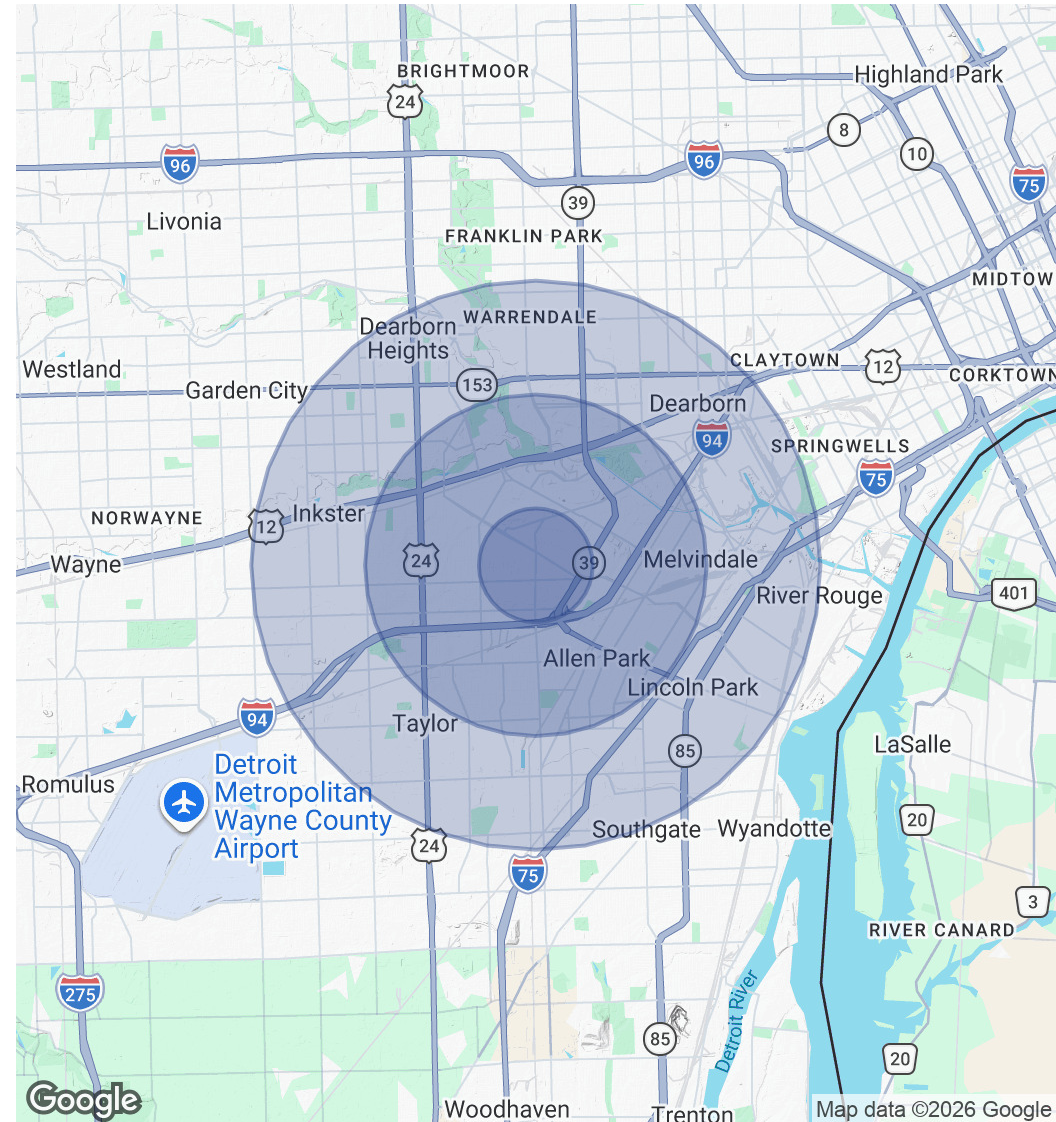 BRIGHTMOOR
24
Highland Park
8
96
96
10
75
39
Livonia
FRANKLIN PARK
MIDTOW
WARRENDALE
Dearborn
Heights
Westland
CLAYTOWN
12
CORKTOWN
Garden City
153
Dearborn
94
SPRINGWELLS
75
Inkster
NORWAYNE
12
Wayne
24
39
Melvindale
River Rouge
401
Allen Park
Lincoln Park
94
Taylor
85
LaSalle
Romulus
Detroit
Metropolitan
Wayne County
Airport
20
Southgate
Wyandotte
24
75
3
RIVER CANARD
275
Detroit River
85
20
Google
Woodhaven
Trenton
Map data ©2026 Google